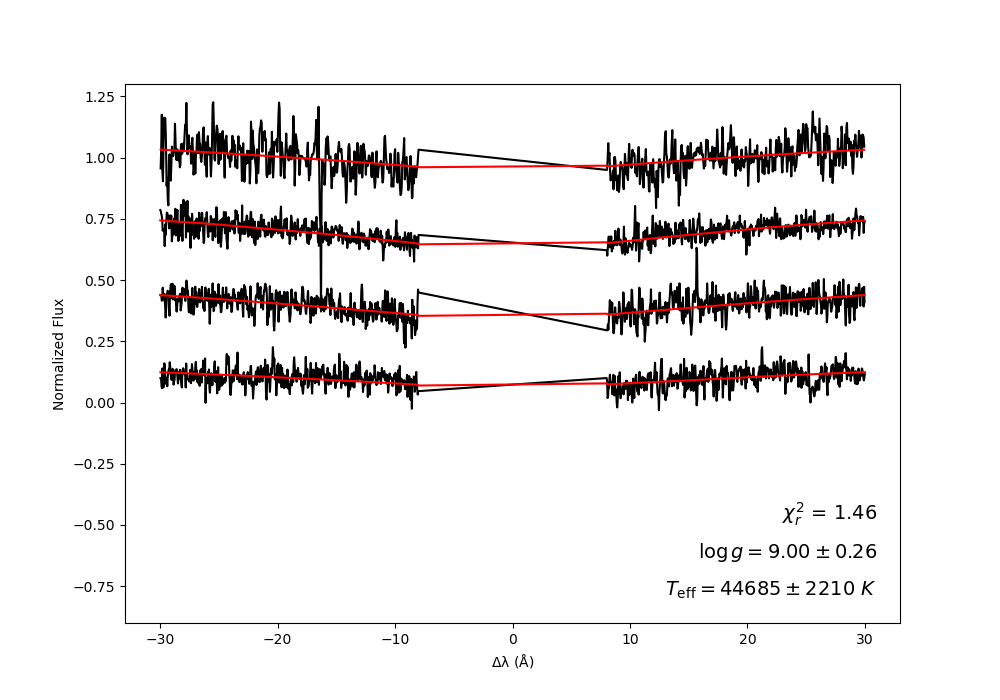 1.25
1.00
0.75
0.50
0.25
0.00
−0.25
−0.50
−0.75
Normalized Flux
χ²ᵣ = 1.46
log g = 9.00 ± 0.26
T_eff = 44685 ± 2210 K
−30 −20 −10 0 10 20 30
Δλ (Å)